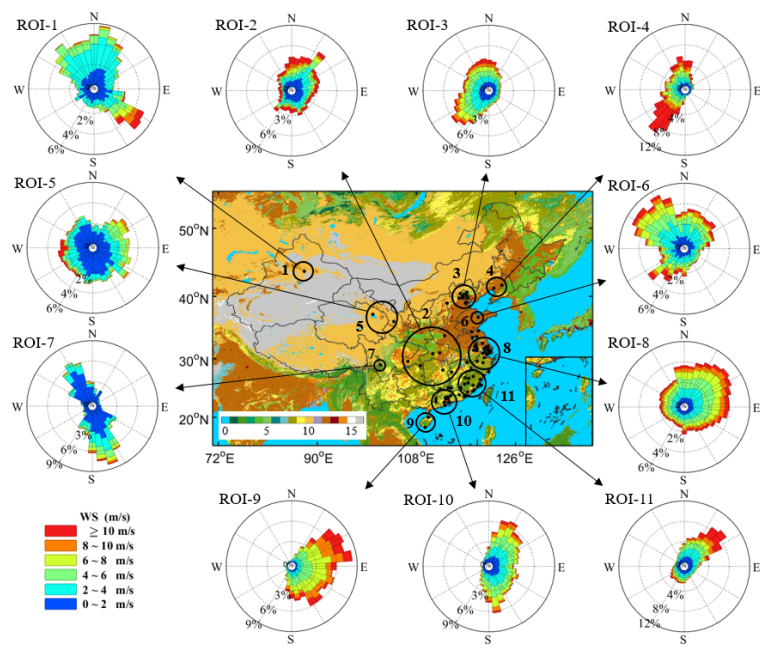 ROI-1
N
W
E
S
2%
4%
6%
ROI-2
N
W
E
S
3%
6%
9%
ROI-3
N
W
E
S
3%
6%
9%
ROI-4
N
W
E
S
4%
8%
12%
ROI-5
N
W
E
S
2%
4%
6%
ROI-6
N
W
E
S
2%
4%
6%
ROI-7
N
W
E
S
3%
6%
9%
ROI-8
N
W
E
S
3%
6%
9%
50°N
40°N
30°N
20°N
72°E
90°E
108°E
126°E
1
2
3
4
5
6
7
8
9
10
11
0
5
10
15
WS (m/s)
≥ 10 m/s
8 ~ 10 m/s
6 ~ 8 m/s
4 ~ 6 m/s
2 ~ 4 m/s
0 ~ 2 m/s
ROI-9
N
W
E
S
3%
6%
9%
ROI-10
N
W
E
S
3%
6%
9%
ROI-11
N
W
E
S
4%
8%
12%